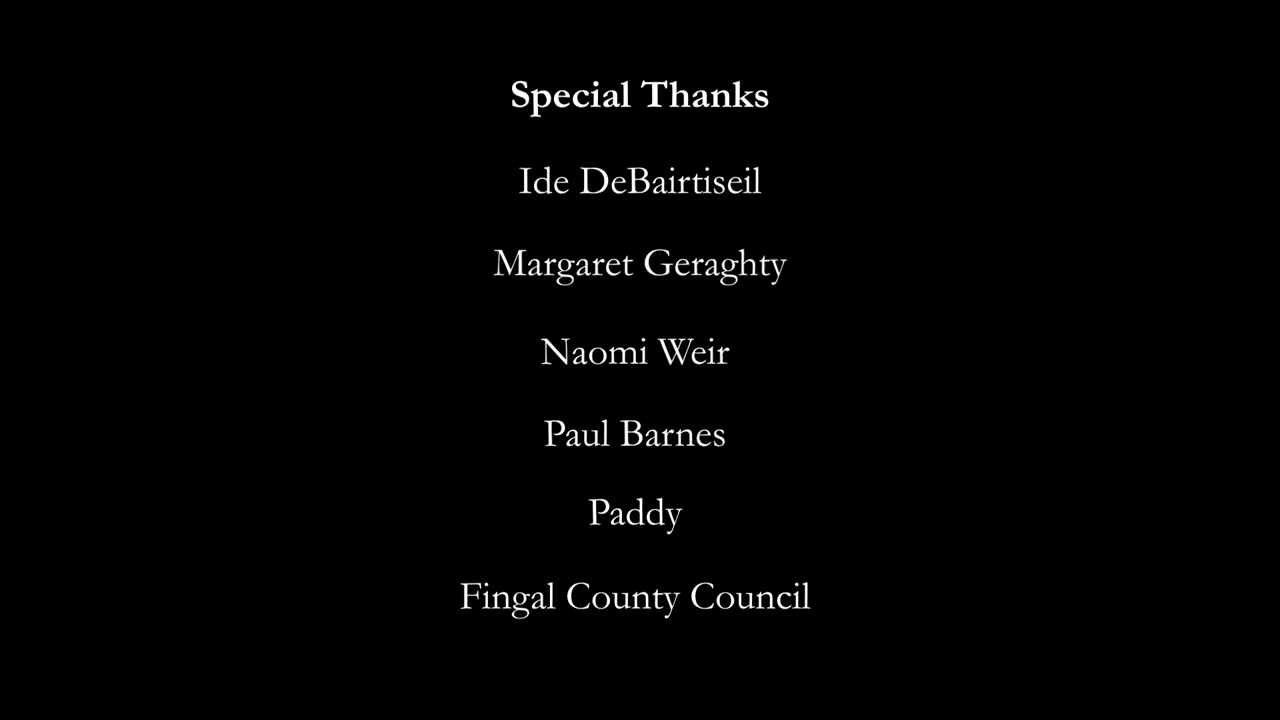 Special Thanks
Ide DeBairtiseil
Margaret Geraghty
Naomi Weir
Paul Barnes
Paddy
Fingal County Council